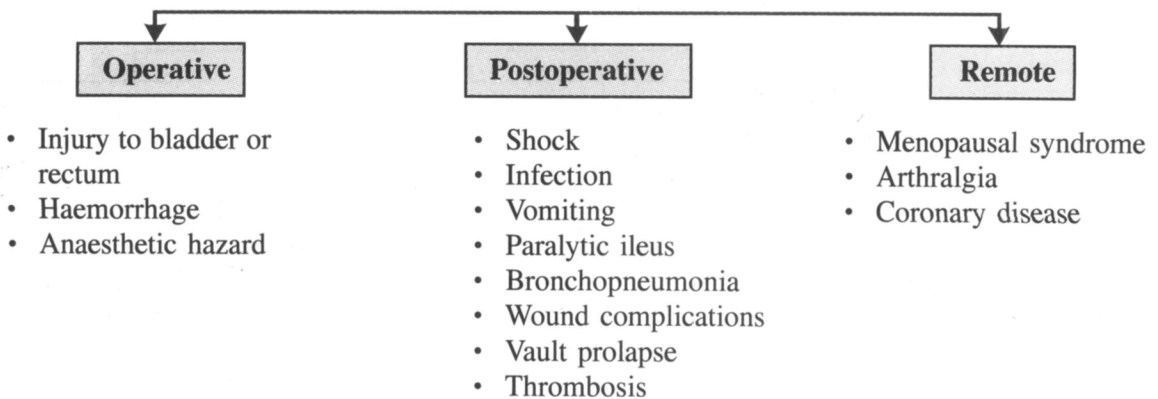 Operative
• Injury to bladder or
rectum
• Haemorrhage
• Anaesthetic hazard
Postoperative
• Shock
• Infection
• Vomiting
• Paralytic ileus
• Bronchopneumonia
• Wound complications
• Vault prolapse
• Thrombosis
Remote
• Menopausal syndrome
• Arthralgia
• Coronary disease